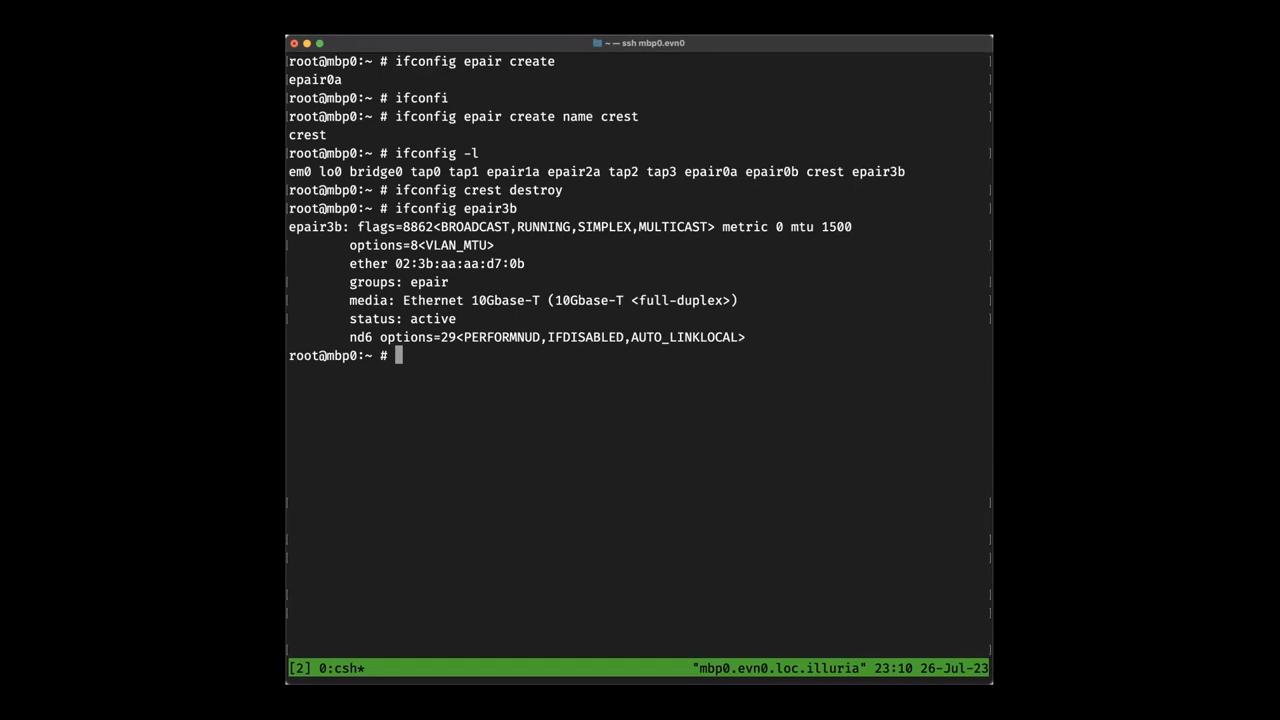 ~ — ssh mbp0.evn0
root@mbp0:~ # ifconfig epair create
epair0a
root@mbp0:~ # ifconfi
root@mbp0:~ # ifconfig epair create name crest
crest
root@mbp0:~ # ifconfig -l
em0 lo0 bridge0 tap0 tap1 epair1a epair2a tap2 tap3 epair0a epair0b crest epair3b
root@mbp0:~ # ifconfig crest destroy
root@mbp0:~ # ifconfig epair3b
epair3b: flags=8862<BROADCAST,RUNNING,SIMPLEX,MULTICAST> metric 0 mtu 1500
options=8<VLAN_MTU>
ether 02:3b:aa:aa:d7:0b
groups: epair
media: Ethernet 10Gbase-T (10Gbase-T <full-duplex>)
status: active
nd6 options=29<PERFORMNUD,IFDISABLED,AUTO_LINKLOCAL>
root@mbp0:~ #
[2] 0:csh* "mbp0.evn0.loc.illuria" 23:10 26-Jul-23